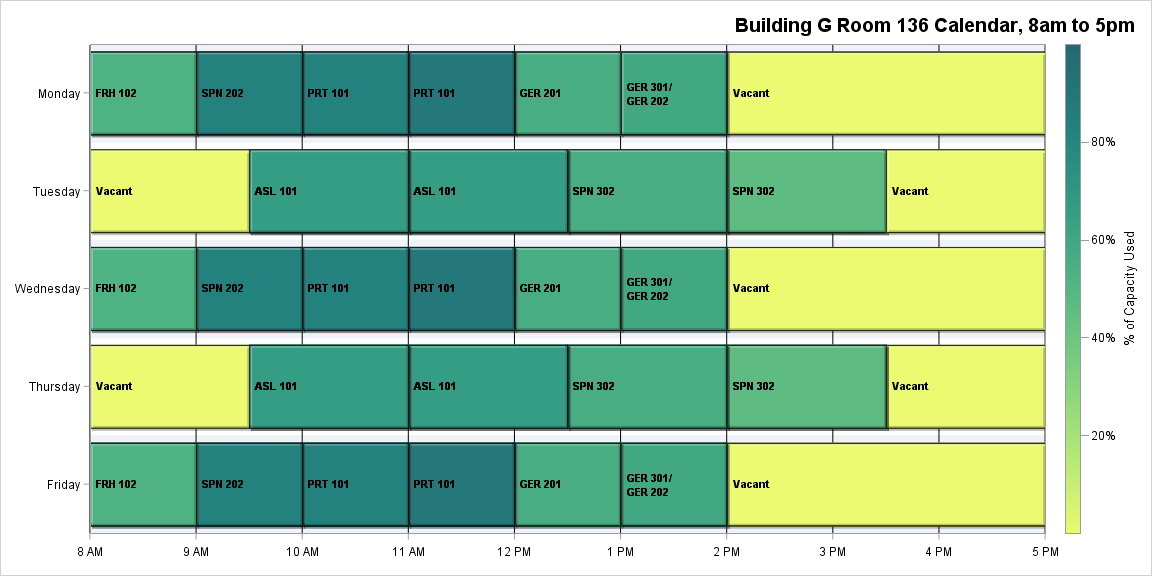 Building G Room 136 Calendar, 8am to 5pm
Monday
FRH 102
SPN 202
PRT 101
PRT 101
GER 201
GER 301/
GER 202
Vacant
Tuesday
Vacant
ASL 101
ASL 101
SPN 302
SPN 302
Vacant
Wednesday
FRH 102
SPN 202
PRT 101
PRT 101
GER 201
GER 301/
GER 202
Vacant
Thursday
Vacant
ASL 101
ASL 101
SPN 302
SPN 302
Vacant
Friday
FRH 102
SPN 202
PRT 101
PRT 101
GER 201
GER 301/
GER 202
Vacant
8 AM
9 AM
10 AM
11 AM
12 PM
1 PM
2 PM
3 PM
4 PM
5 PM
80%
60%
40%
20%
% of Capacity Used